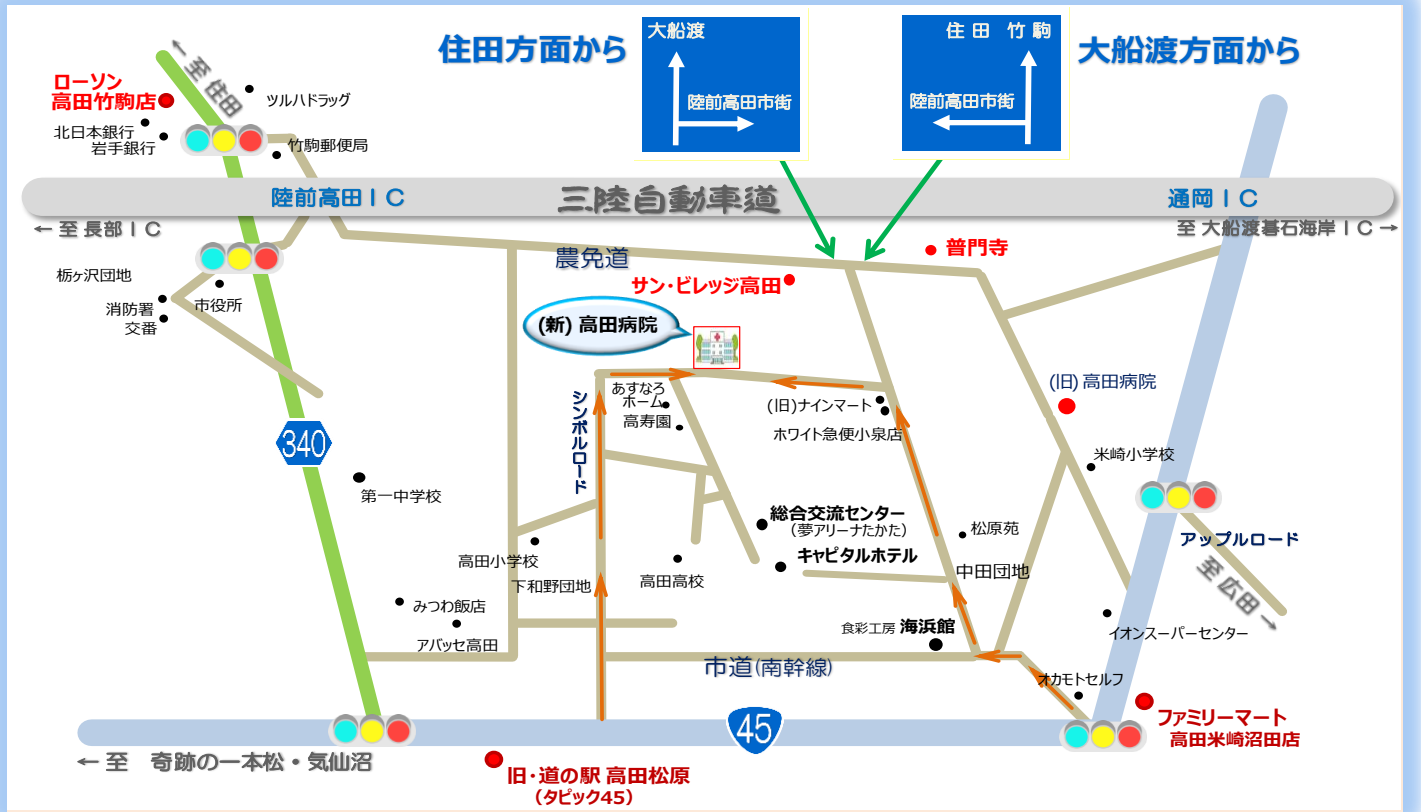 住田方面から
大船渡
陸前高田市街
住田 竹駒
陸前高田市街
大船渡方面から
←至 住田
ローソン
高田竹駒店
ツルハドラッグ
北日本銀行
岩手銀行
竹駒郵便局
陸前高田IC
三陸自動車道
通岡IC
←至 長部IC
至 大船渡碁石海岸IC→
農免道
普門寺
栃ヶ沢団地
消防署
交番
市役所
サン・ビレッジ高田
(新) 高田病院
シンボルロード
あすなろ
ホーム
高寿園
(旧)ナインマート
ホワイト急便小泉店
(旧) 高田病院
米崎小学校
340
第一中学校
総合交流センター
(夢アリーナたかた)
キャピタルホテル
松原苑
アップルロード
至 広田→
高田小学校
下和野団地
高田高校
中田団地
みつわ飯店
アバッセ高田
食彩工房 海浜館
イオンスーパーセンター
市道(南幹線)
オカモトセルフ
ファミリーマート
高田米崎沼田店
45
←至 奇跡の一本松・気仙沼
旧・道の駅 高田松原
(タピック45)